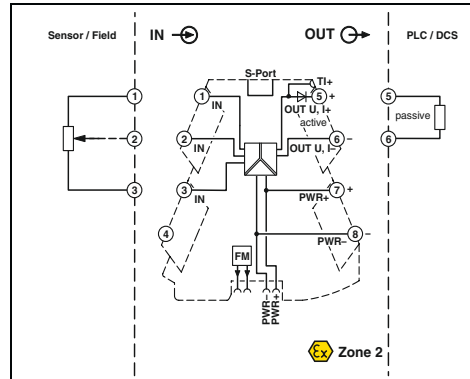 Sensor / Field IN OUT PLC / DCS
S-Port
TI+
1 1 5 + 5
IN OUT U, I+
active passive
2 2 6 – 6
IN OUT U, I–
3 3 7 +
IN PWR+
4 8 –
PWR–
FM
PWR–
PWR+
Ex Zone 2